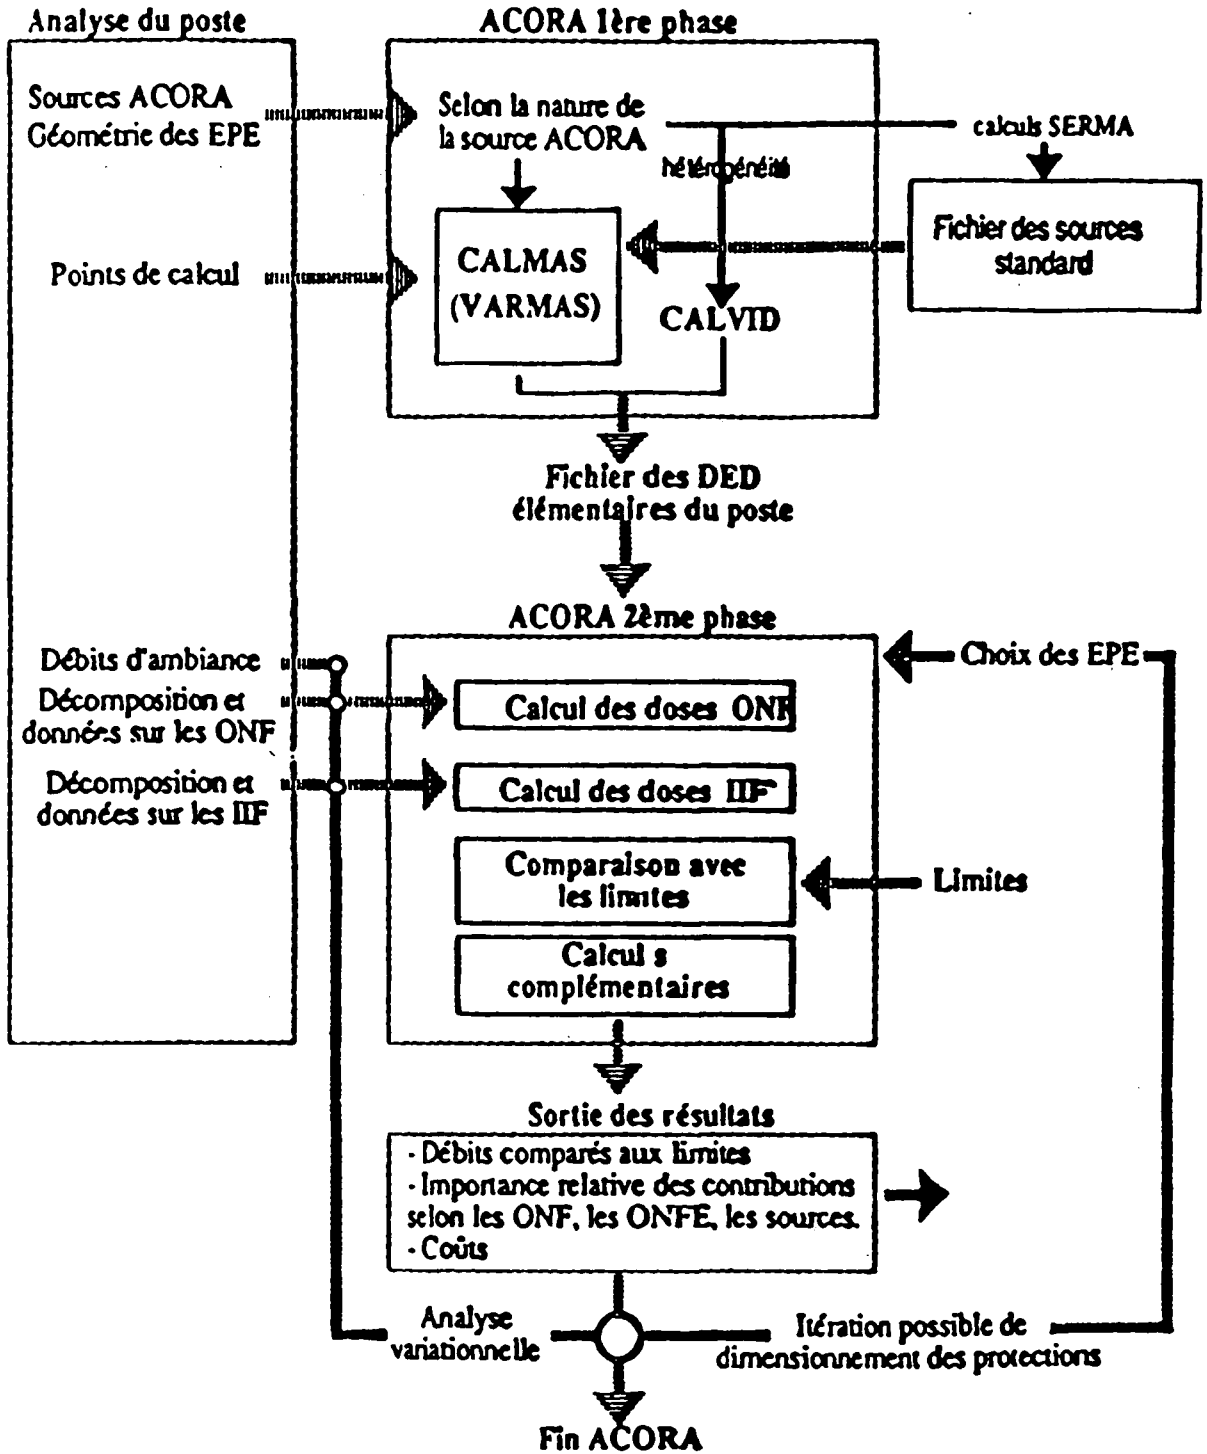 Analyse du poste
Sources ACORA
Géométrie des EPE
Points de calcul
Débits d'ambiance
Décomposition et
données sur les ONF
Décomposition et
données sur les IIF
ACORA 1ère phase
Selon la nature de
la source ACORA
hétérogénéité
calculs SERMA
Fichier des sources
standard
CALMAS
(VARMAS)
CALVID
Fichier des DED
élémentaires du poste
ACORA 2ème phase
Choix des EPE
Calcul des doses ONF
Calcul des doses IIF
Comparaison avec
les limites
Limites
Calcul s
complémentaires
Sortie des résultats
- Débits comparés aux limites
- Importance relative des contributions
selon les ONF, les ONFE, les sources.
- Coûts
Analyse
variationnelle
Itération possible de
dimensionnement des protections
Fin ACORA